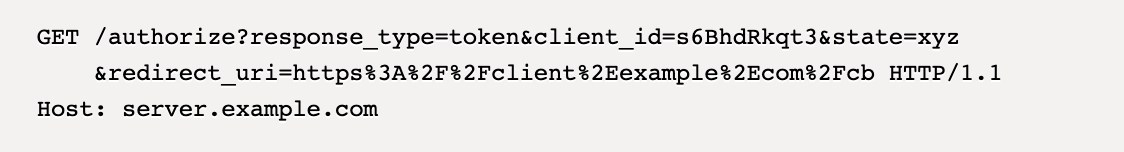 GET /authorize?response_type=token&client_id=s6BhdRkqt3&state=xyz
&redirect_uri=https%3A%2F%2Fclient%2Eexample%2Ecom%2Fcb HTTP/1.1
Host: server.example.com